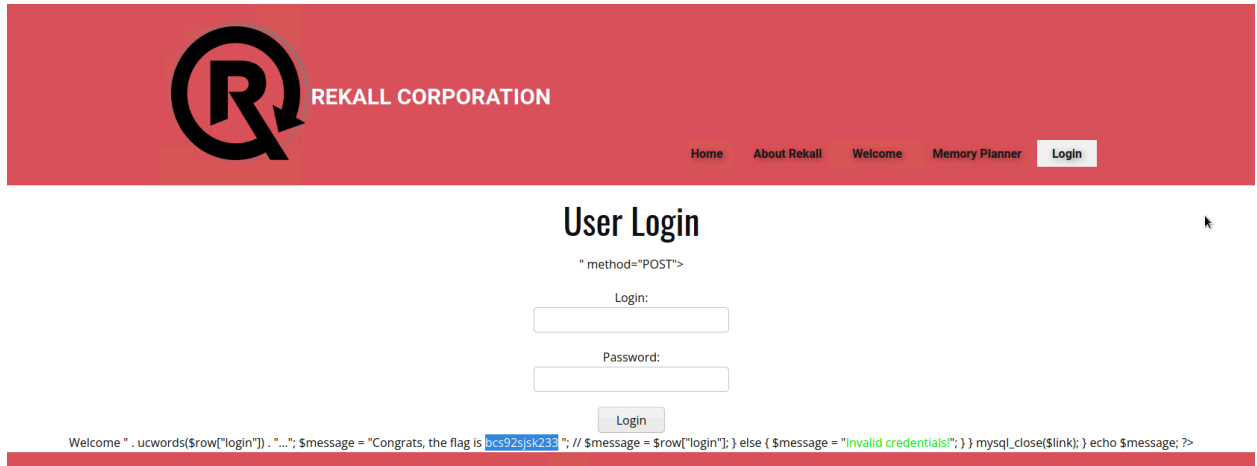 R
REKALL CORPORATION
Home About Rekall Welcome Memory Planner Login
User Login
" method="POST">
Login:
Password:
Login
Welcome " . ucwords($row["login"]) . "..."; $message = "Congrats, the flag is bcs92sjsk233 "; // $message = $row["login"]; } else { $message = "Invalid credentials!"; } } mysql_close($link); } echo $message; ?>